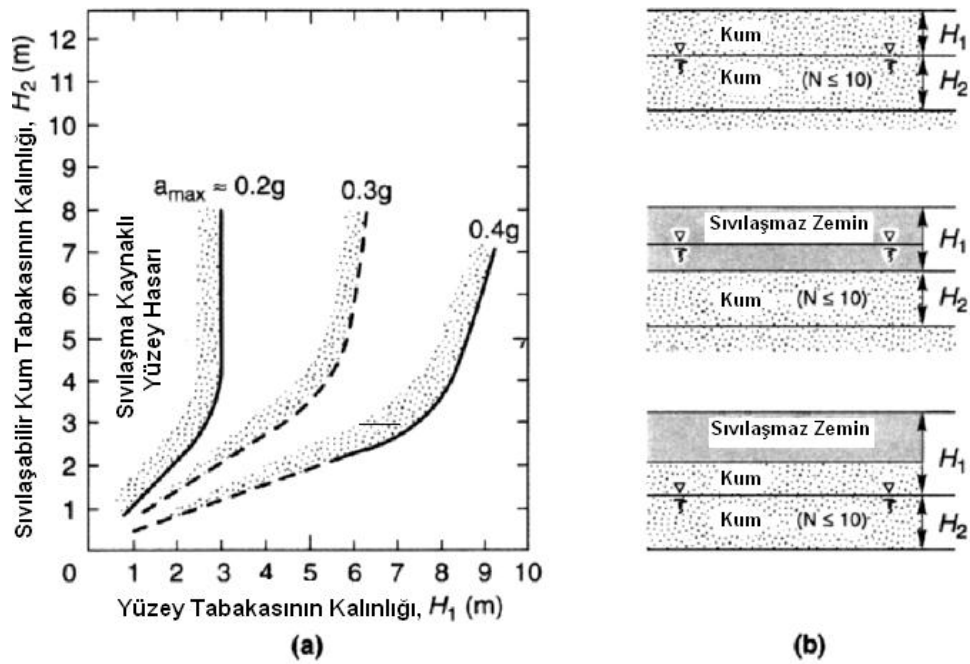 Sıvılaşabilir Kum Tabakasının Kalınlığı, H₂ (m)
12
11
10
9
8
7
6
5
4
3
2
1
0
1 2 3 4 5 6 7 8 9 10
Yüzey Tabakasının Kalınlığı, H₁ (m)
a_max ≈ 0.2g
0.3g
0.4g
Sıvılaşma Kaynaklı
Yüzey Hasarı
(a)
Kum
H₁
Kum (N ≤ 10)
H₂
Sıvılaşmaz Zemin
H₁
Kum (N ≤ 10)
H₂
Sıvılaşmaz Zemin
H₁
Kum
Kum (N ≤ 10)
H₂
(b)